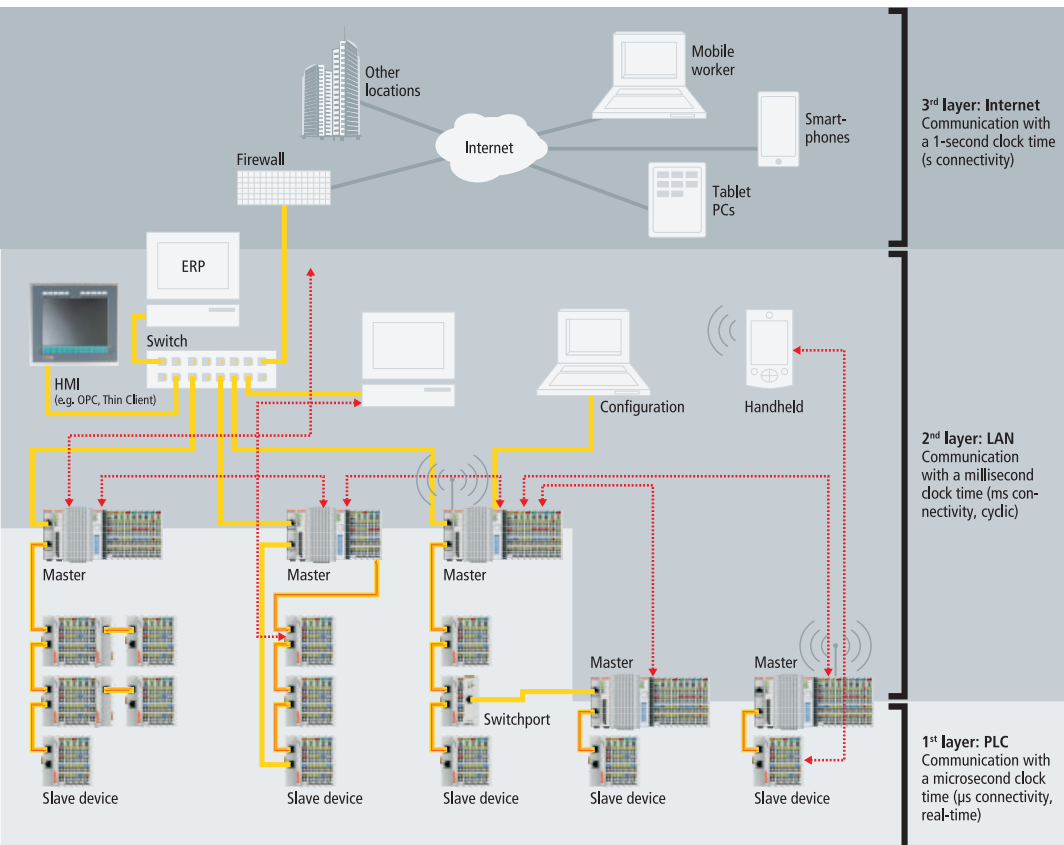 Other
locations
Mobile
worker
Smart-
phones
Internet
Firewall
Tablet
PCs
3rd layer: Internet
Communication with
a 1-second clock time
(s connectivity)
ERP
Switch
HMI
(e.g. OPC, Thin Client)
Configuration
Handheld
2nd layer: LAN
Communication
with a millisecond
clock time (ms con-
nectivity, cyclic)
Master
Master
Master
Master
Master
Switchport
Slave device
Slave device
Slave device
Slave device
Slave device
1st layer: PLC
Communication with
a microsecond clock
time (µs connectivity,
real-time)